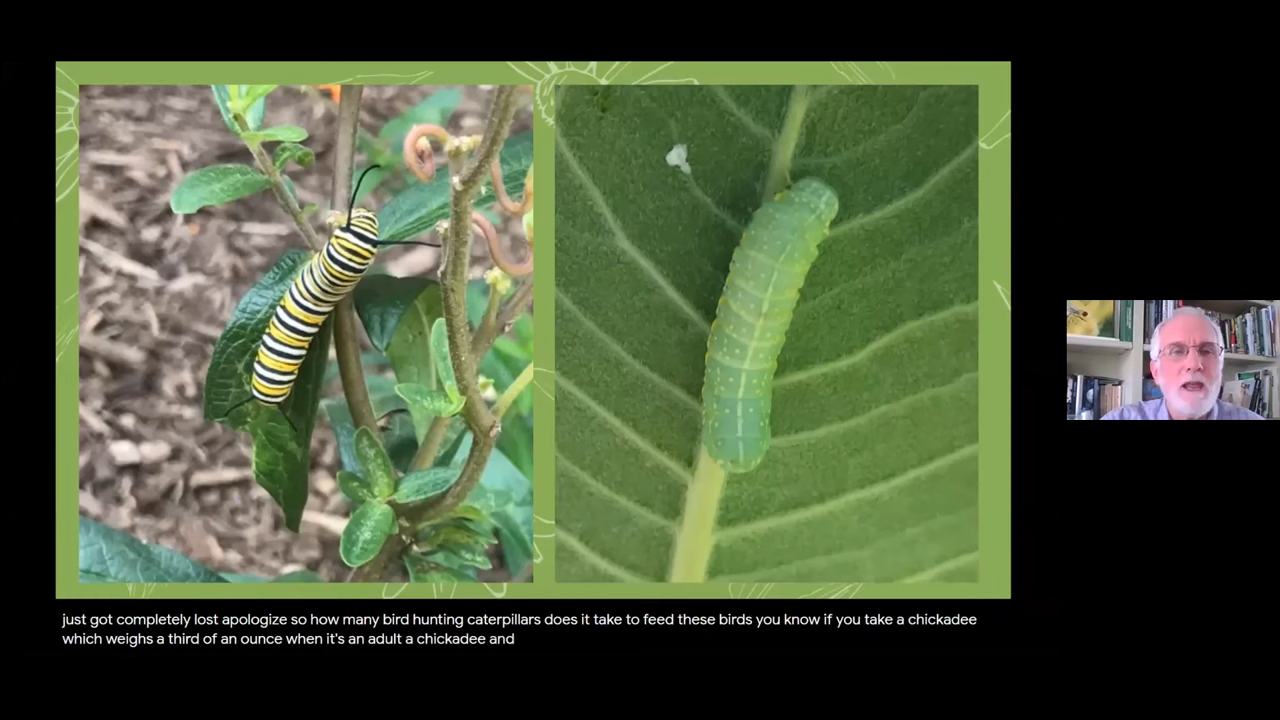 just got completely lost apologize so how many bird hunting caterpillars does it take to feed these birds you know if you take a chickadee
which weighs a third of an ounce when it's an adult a chickadee and